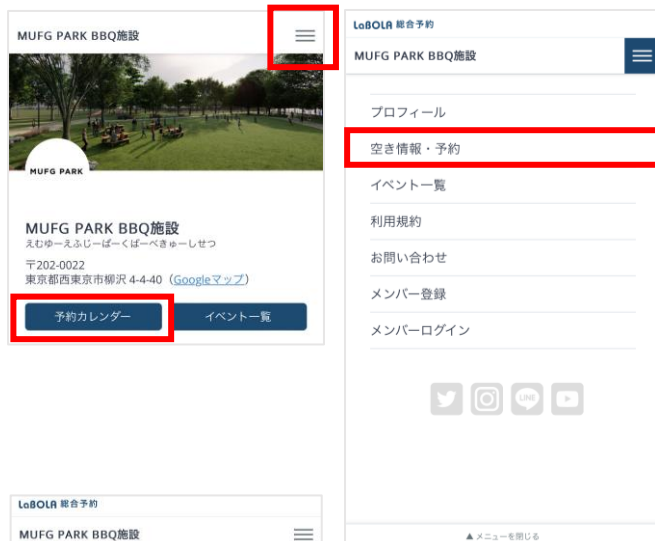 MUFG PARK BBQ施設
MUFG PARK
MUFG PARK BBQ施設
えむゆーえふじーぱーくばーべきゅーしせつ
〒202-0022
東京都西東京市柳沢 4-4-40（Googleマップ）
予約カレンダー
イベント一覧
LaBOLA 総合予約
MUFG PARK BBQ施設
プロフィール
空き情報・予約
イベント一覧
利用規約
お問い合わせ
メンバー登録
メンバーログイン
LINE
▲ メニューを閉じる
LaBOLA 総合予約
MUFG PARK BBQ施設